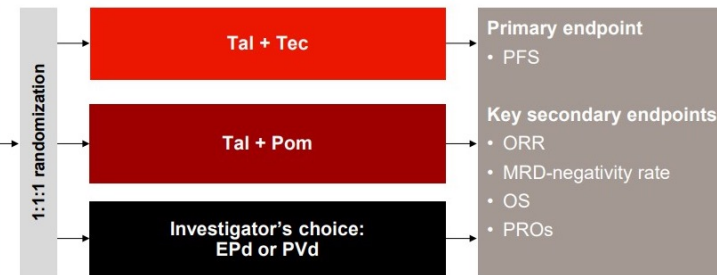 1:1:1 randomization
Tal + Tec
Tal + Pom
Investigator's choice:
EPd or PVd
Primary endpoint
• PFS
Key secondary endpoints
• ORR
• MRD-negativity rate
• OS
• PROs